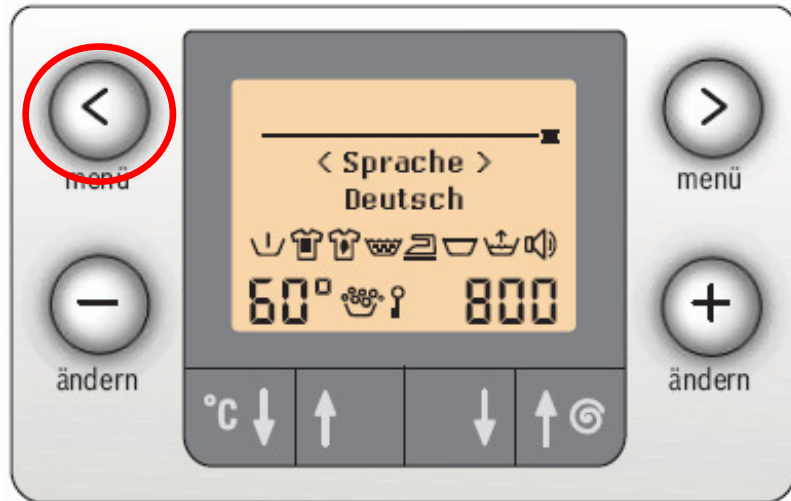 <
>
menü
menü
< Sprache >
Deutsch
60°
800
−
+
ändern
ändern
°C